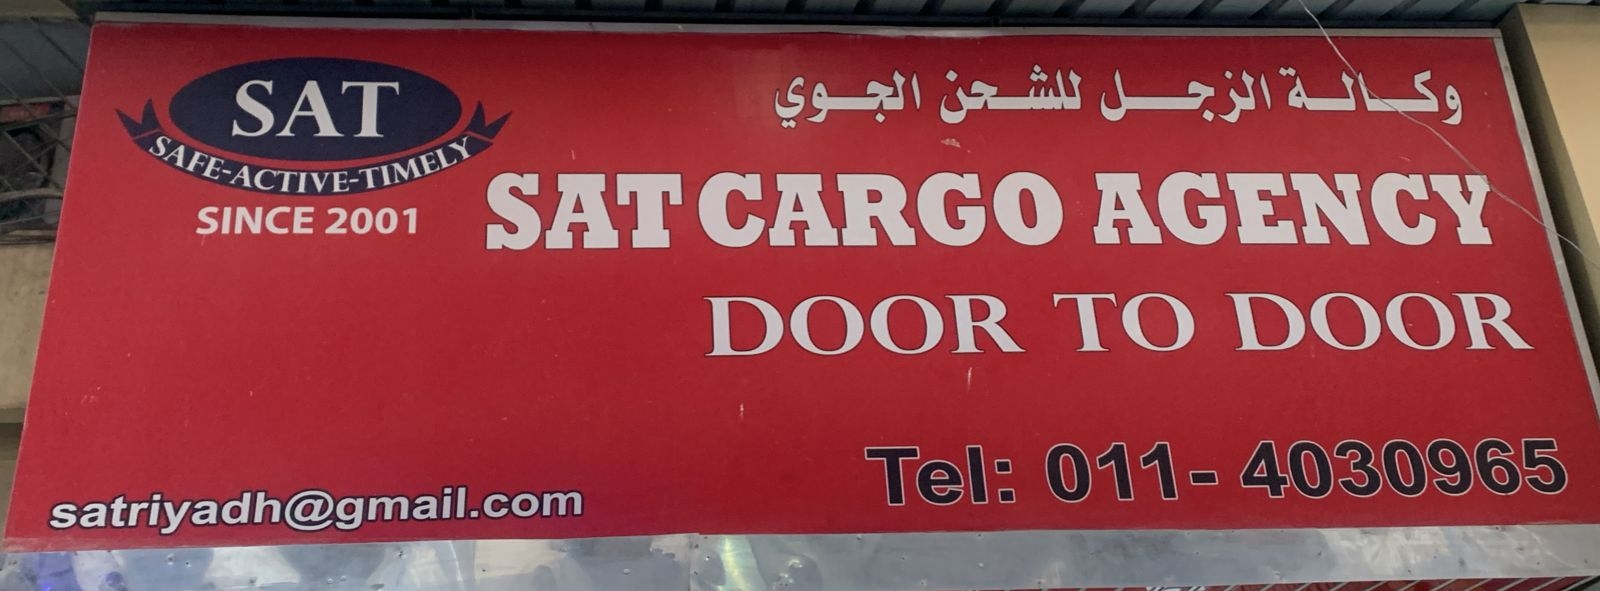 SAT
SAFE-ACTIVE-TIMELY
SINCE 2001
وكالة الزجل للشحن الجوي
SAT CARGO AGENCY
DOOR TO DOOR
Tel: 011- 4030965
satriyadh@gmail.com